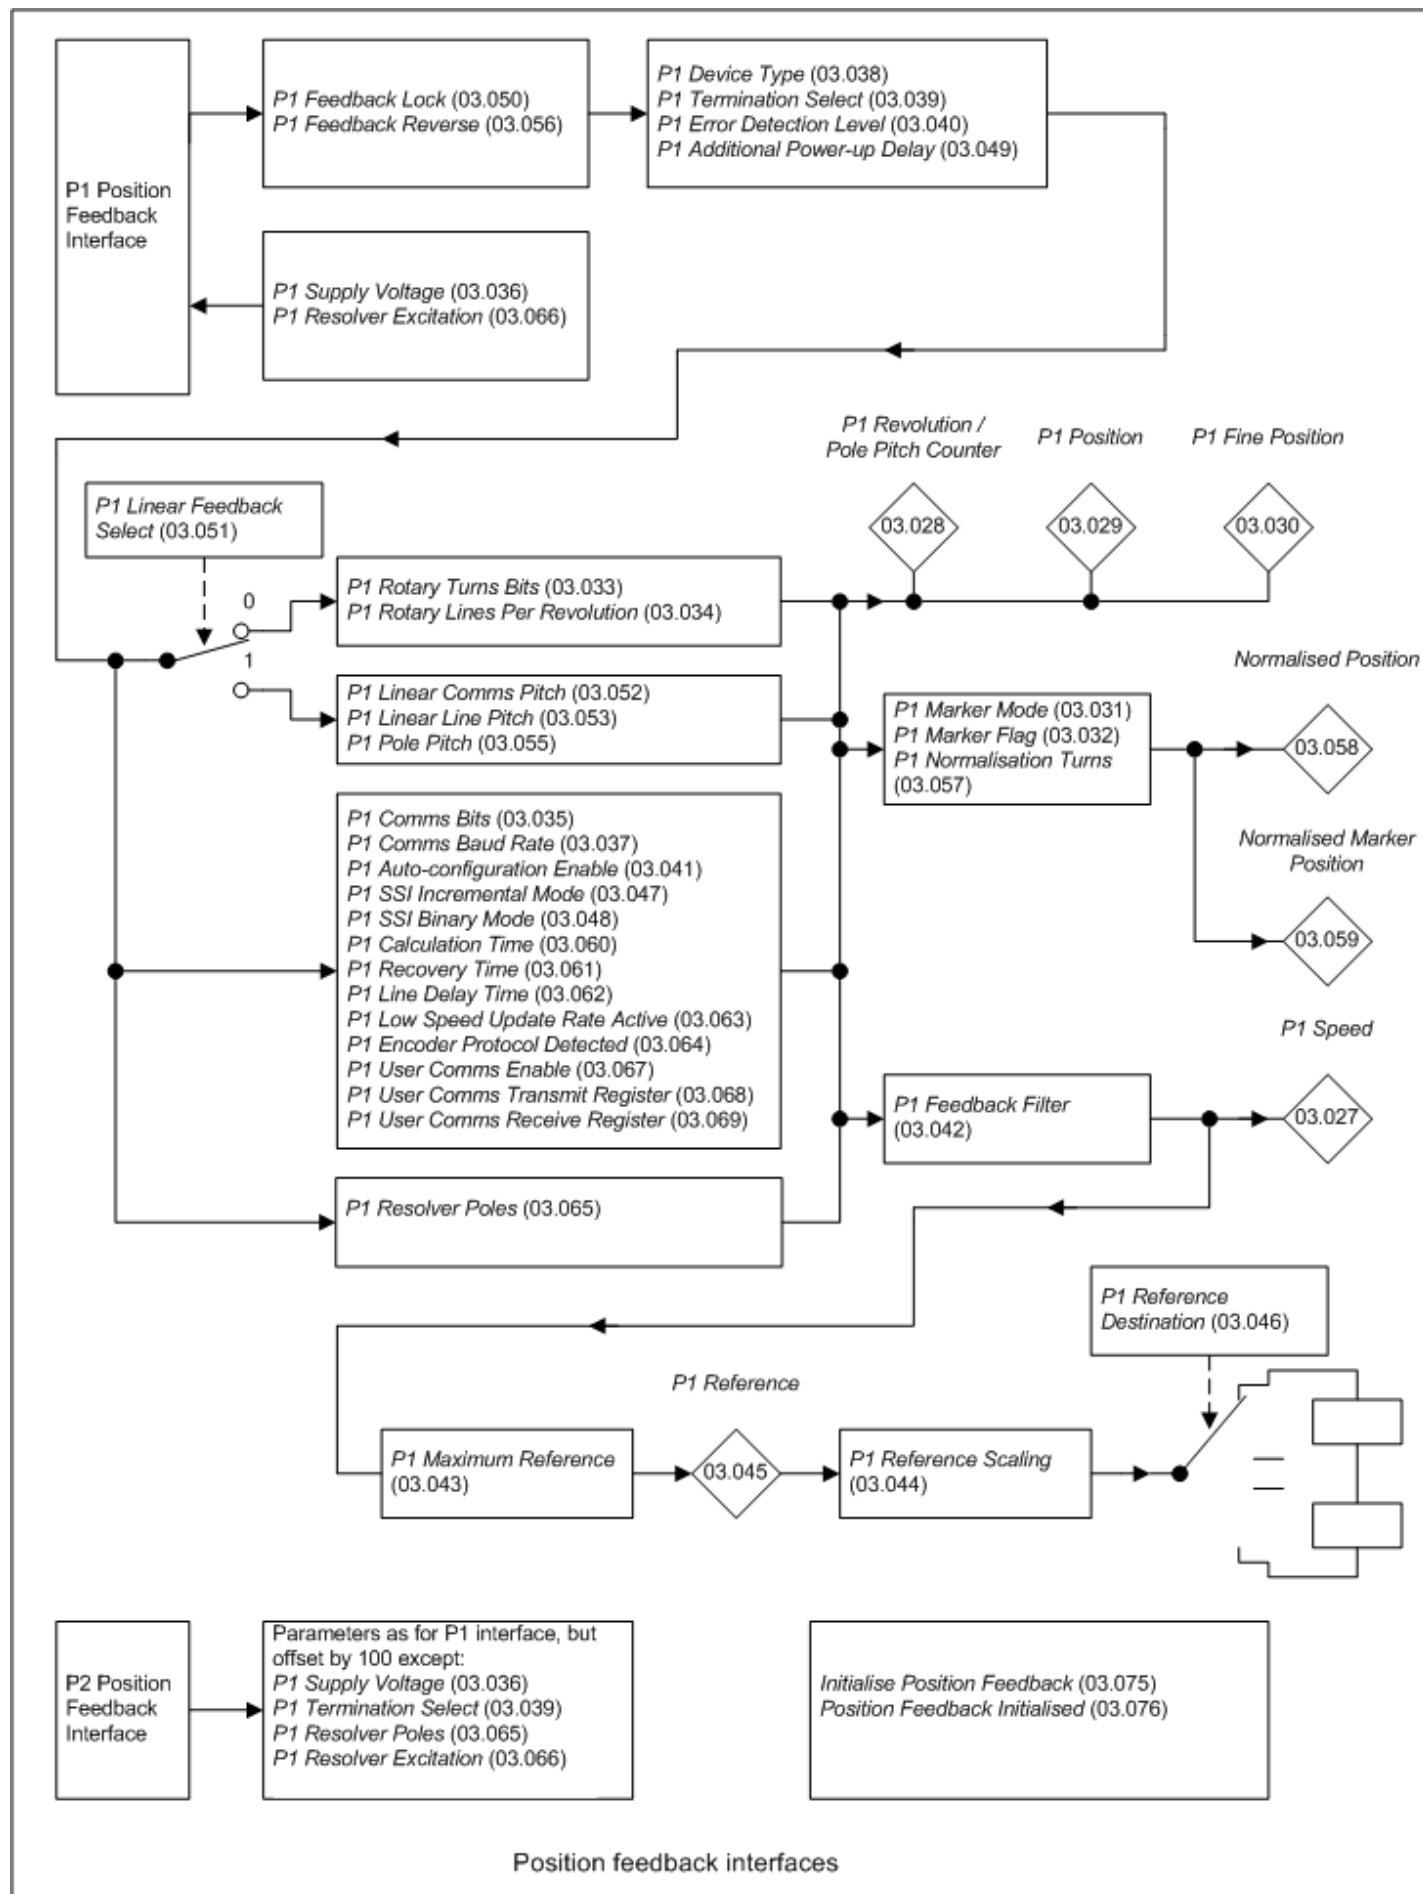 P1 Position
Feedback
Interface
P1 Feedback Lock (03.050)
P1 Feedback Reverse (03.056)
P1 Device Type (03.038)
P1 Termination Select (03.039)
P1 Error Detection Level (03.040)
P1 Additional Power-up Delay (03.049)
P1 Supply Voltage (03.036)
P1 Resolver Excitation (03.066)
P1 Revolution /
Pole Pitch Counter
P1 Position
P1 Fine Position
03.028
03.029
03.030
P1 Linear Feedback
Select (03.051)
0
1
P1 Rotary Turns Bits (03.033)
P1 Rotary Lines Per Revolution (03.034)
P1 Linear Comms Pitch (03.052)
P1 Linear Line Pitch (03.053)
P1 Pole Pitch (03.055)
Normalised Position
P1 Marker Mode (03.031)
P1 Marker Flag (03.032)
P1 Normalisation Turns
(03.057)
03.058
Normalised Marker
Position
03.059
P1 Comms Bits (03.035)
P1 Comms Baud Rate (03.037)
P1 Auto-configuration Enable (03.041)
P1 SSI Incremental Mode (03.047)
P1 SSI Binary Mode (03.048)
P1 Calculation Time (03.060)
P1 Recovery Time (03.061)
P1 Line Delay Time (03.062)
P1 Low Speed Update Rate Active (03.063)
P1 Encoder Protocol Detected (03.064)
P1 User Comms Enable (03.067)
P1 User Comms Transmit Register (03.068)
P1 User Comms Receive Register (03.069)
P1 Speed
P1 Feedback Filter
(03.042)
03.027
P1 Resolver Poles (03.065)
P1 Reference
Destination (03.046)
P1 Reference
P1 Maximum Reference
(03.043)
03.045
P1 Reference Scaling
(03.044)
P2 Position
Feedback
Interface
Parameters as for P1 interface, but
offset by 100 except:
P1 Supply Voltage (03.036)
P1 Termination Select (03.039)
P1 Resolver Poles (03.065)
P1 Resolver Excitation (03.066)
Initialise Position Feedback (03.075)
Position Feedback Initialised (03.076)
Position feedback interfaces